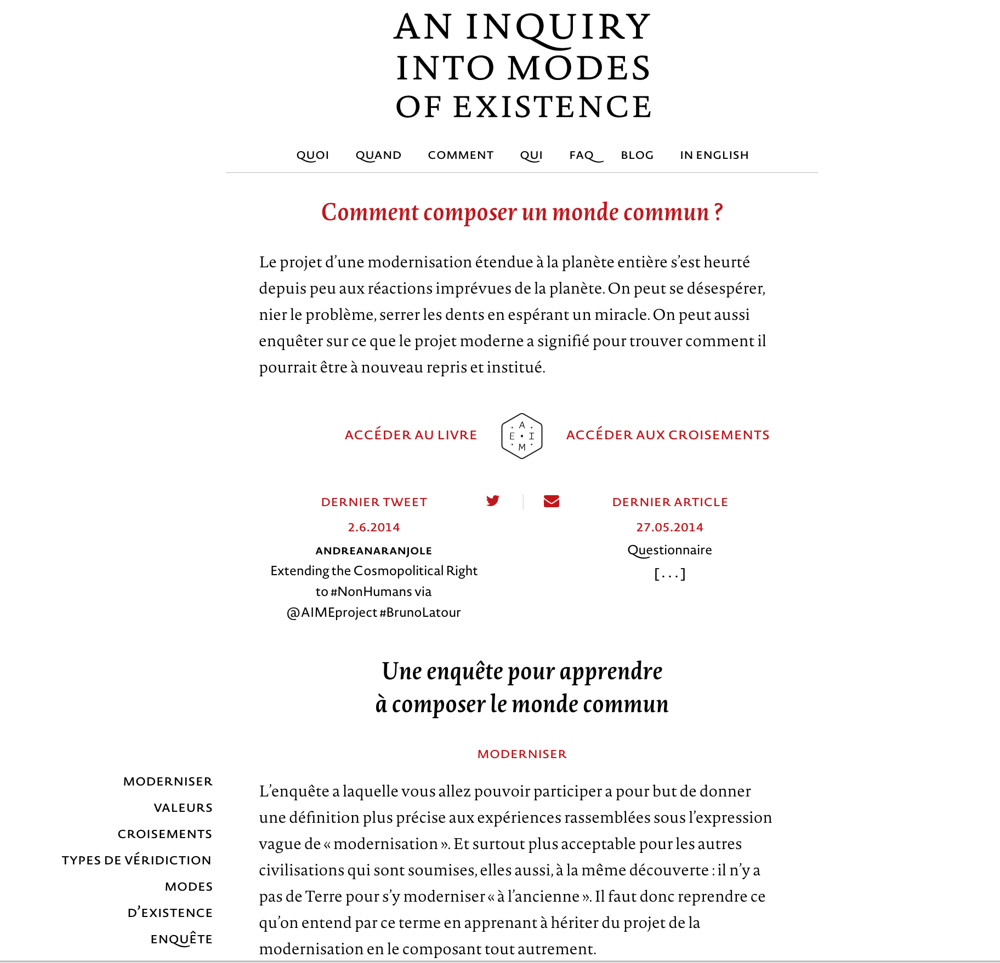 AN INQUIRY
INTO MODES
OF EXISTENCE
QUOI QUAND COMMENT QUI FAQ BLOG IN ENGLISH
Comment composer un monde commun ?
Le projet d’une modernisation étendue à la planète entière s’est heurté
depuis peu aux réactions imprévues de la planète. On peut se désespérer,
nier le problème, serrer les dents en espérant un miracle. On peut aussi
enquêter sur ce que le projet moderne a signifié pour trouver comment il
pourrait être à nouveau repris et institué.
ACCÉDER AU LIVRE
A
E I
M
ACCÉDER AUX CROISEMENTS
DERNIER TWEET
2.6.2014
ANDREANARANJOLE
Extending the Cosmopolitical Right
to #NonHumans via
@AIMEproject #BrunoLatour
DERNIER ARTICLE
27.05.2014
Questionnaire
[...]
Une enquête pour apprendre
à composer le monde commun
MODERNISER
MODERNISER
VALEURS
CROISEMENTS
TYPES DE VÉRIDICTION
MODES
D’EXISTENCE
ENQUÊTE
L’enquête a laquelle vous allez pouvoir participer a pour but de donner
une définition plus précise aux expériences rassemblées sous l’expression
vague de « modernisation ». Et surtout plus acceptable pour les autres
civilisations qui sont soumises, elles aussi, à la même découverte : il n’y a
pas de Terre pour s’y moderniser « à l’ancienne ». Il faut donc reprendre ce
qu’on entend par ce terme en apprenant à hériter du projet de la
modernisation en le composant tout autrement.